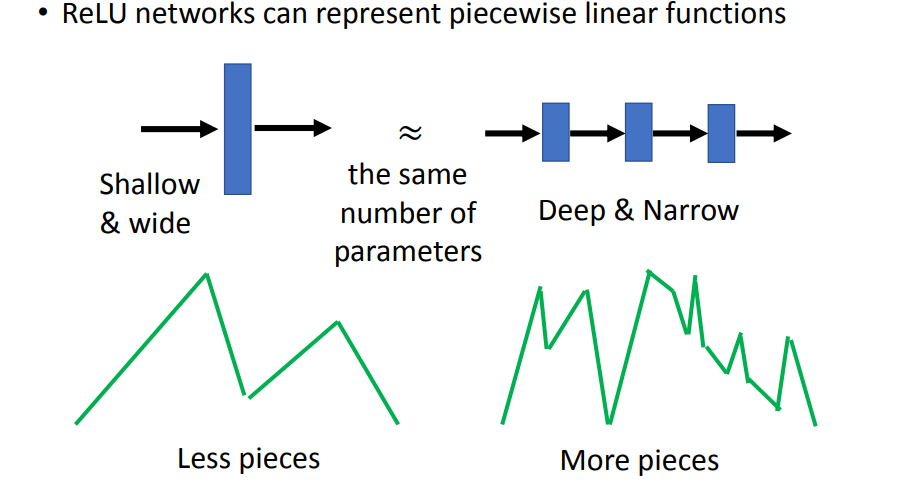 • ReLU networks can represent piecewise linear functions
≈
Shallow
& wide
the same
number of
parameters
Deep & Narrow
Less pieces
More pieces